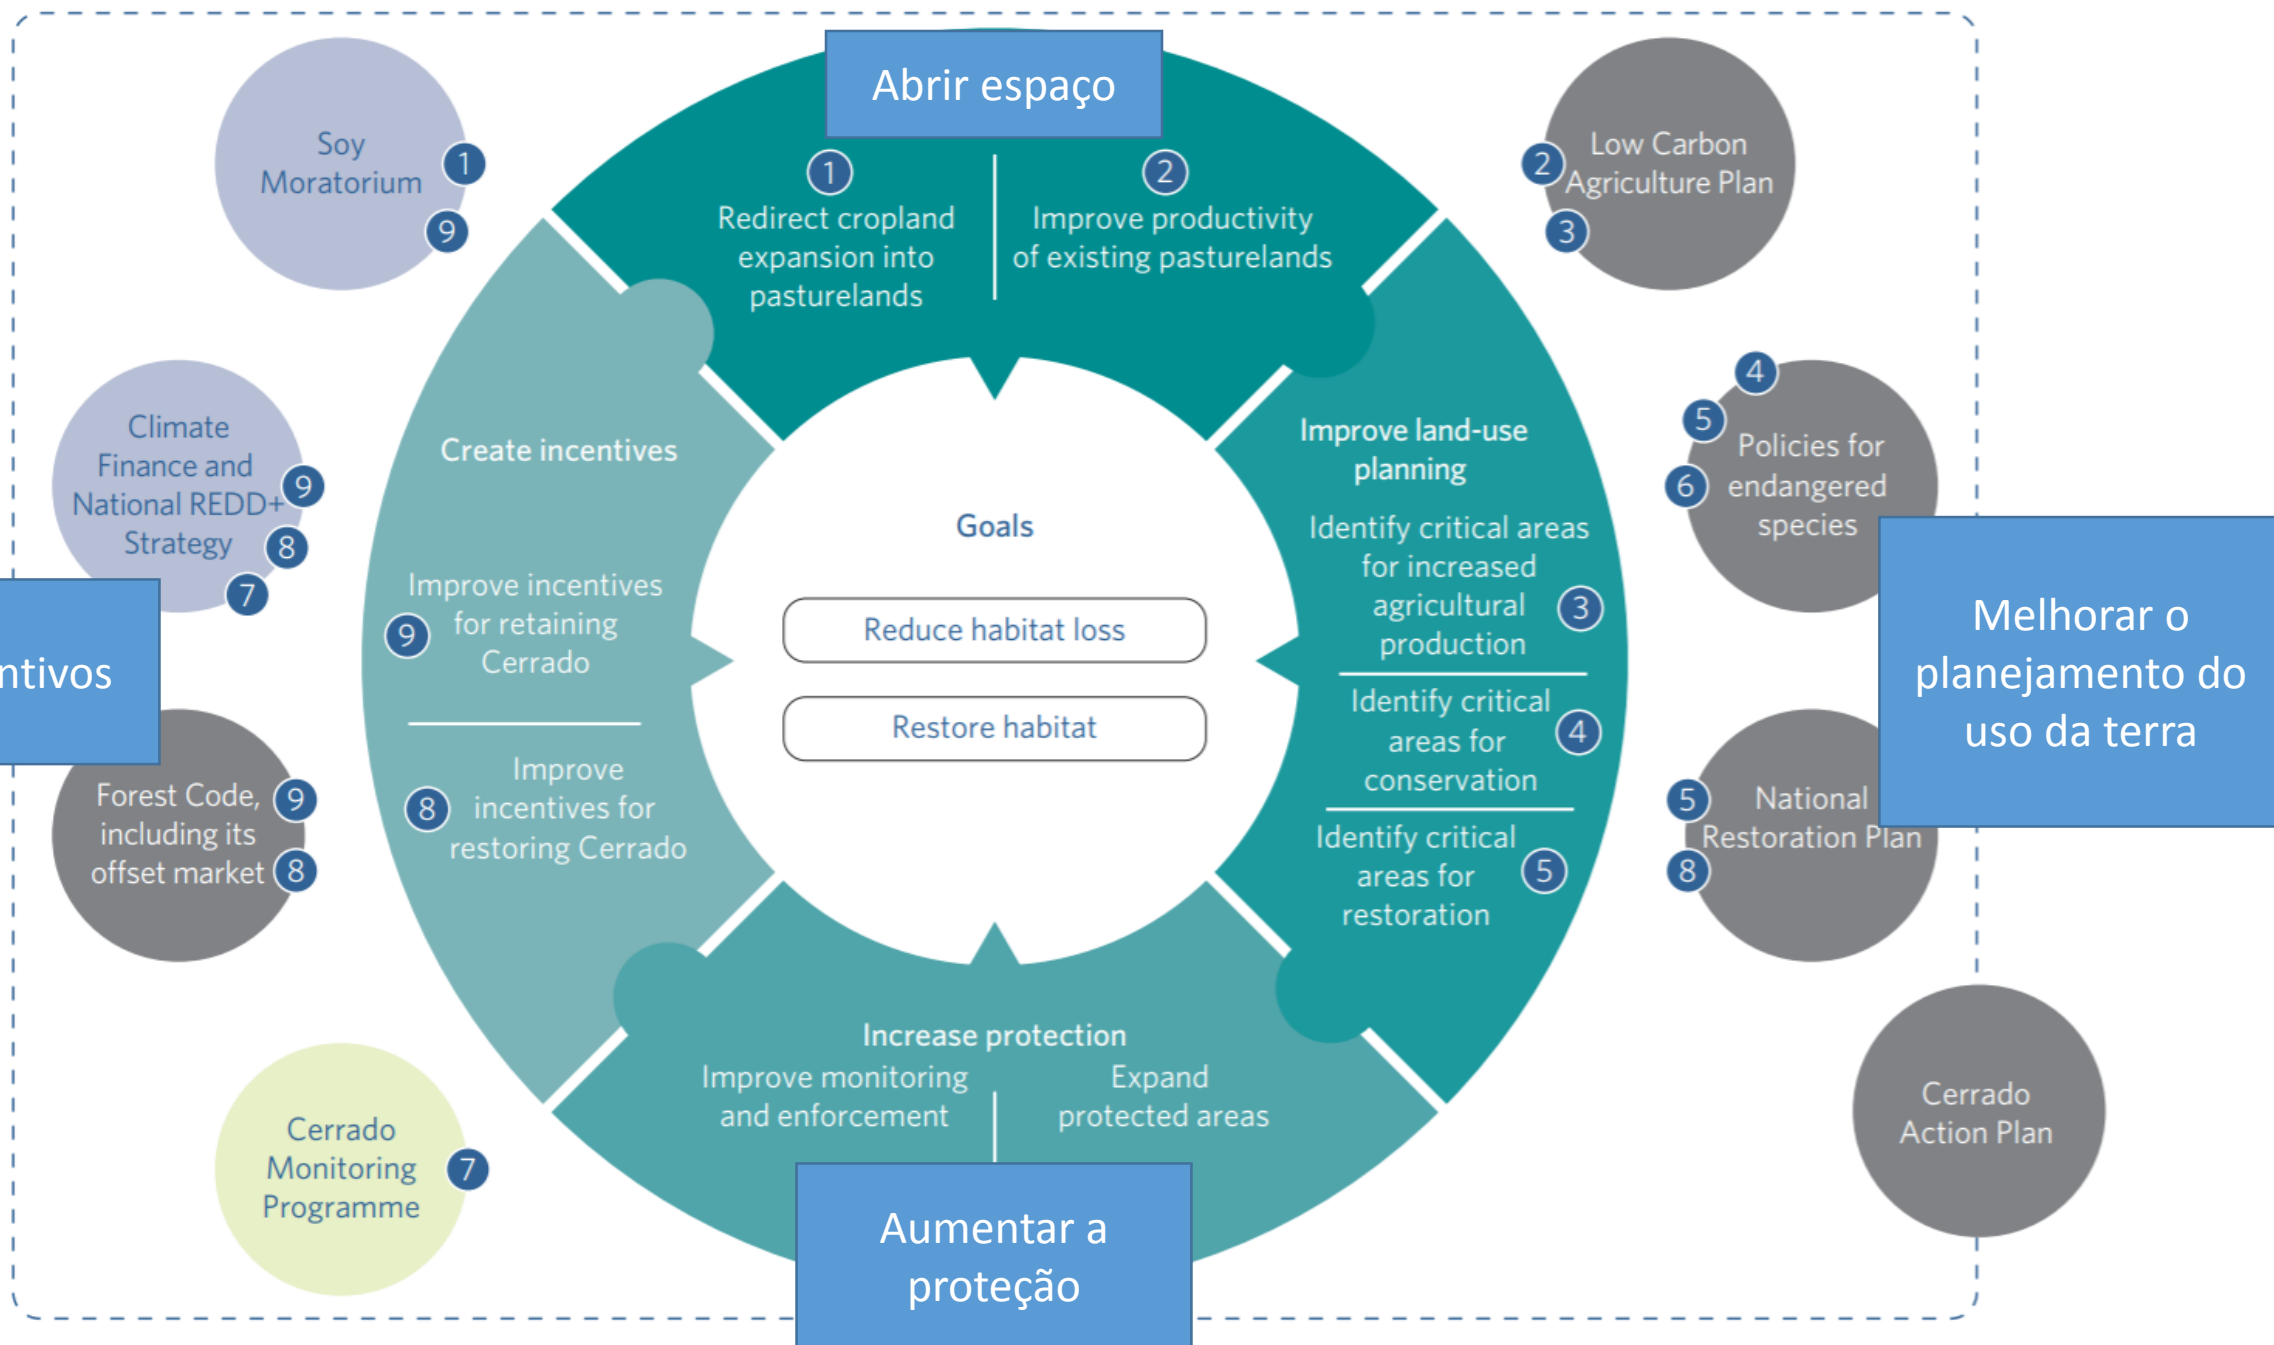 Abrir espaço
1
Redirect cropland
expansion into
pasturelands
2
Improve productivity
of existing pasturelands
Soy
Moratorium
1
9
Low Carbon
Agriculture Plan
2
3
Climate
Finance and
National REDD+
Strategy
9
8
7
Create incentives
Improve incentives
for retaining
Cerrado
9
Improve
incentives for
restoring Cerrado
8
Goals
Reduce habitat loss
Restore habitat
Improve land-use
planning
Identify critical areas
for increased
agricultural
production
3
Identify critical
areas for
conservation
4
Identify critical
areas for
restoration
5
4
5
6
Policies for
endangered
species
ntivos
Melhorar o
planejamento do
uso da terra
Forest Code,
including its
offset market
9
8
5
8
National
Restoration Plan
Increase protection
Improve monitoring
and enforcement
Expand
protected areas
Cerrado
Monitoring
Programme
7
Cerrado
Action Plan
Aumentar a
proteção